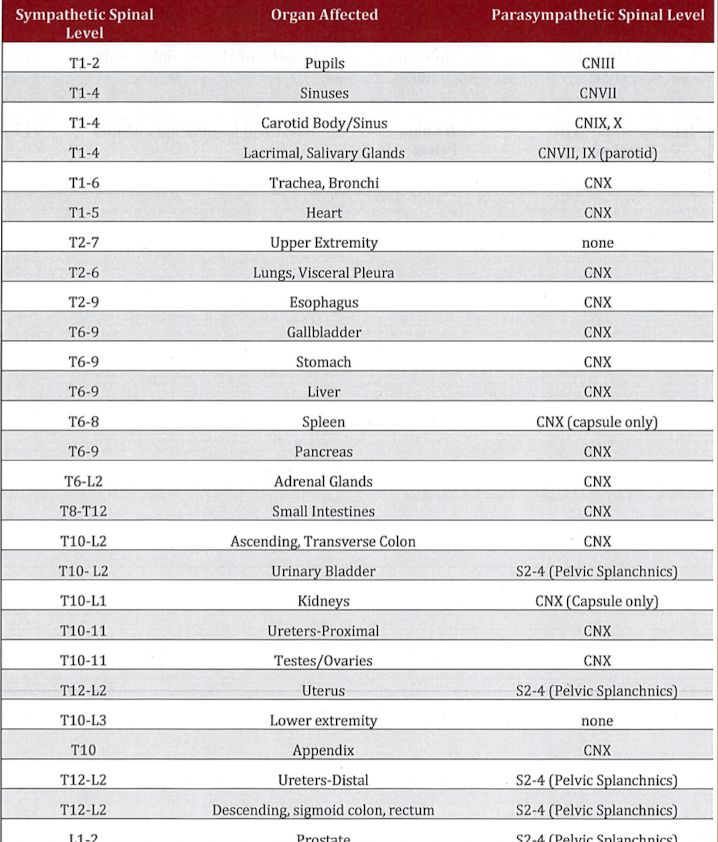 Sympathetic Spinal Level Organ Affected Parasympathetic Spinal Level
T1-2 Pupils CNIII
T1-4 Sinuses CNVII
T1-4 Carotid Body/Sinus CNIX, X
T1-4 Lacrimal, Salivary Glands CNVII, IX (parotid)
T1-6 Trachea, Bronchi CNX
T1-5 Heart CNX
T2-7 Upper Extremity none
T2-6 Lungs, Visceral Pleura CNX
T2-9 Esophagus CNX
T6-9 Gallbladder CNX
T6-9 Stomach CNX
T6-9 Liver CNX
T6-8 Spleen CNX (capsule only)
T6-9 Pancreas CNX
T6-L2 Adrenal Glands CNX
T8-T12 Small Intestines CNX
T10-L2 Ascending, Transverse Colon CNX
T10- L2 Urinary Bladder S2-4 (Pelvic Splanchnics)
T10-L1 Kidneys CNX (Capsule only)
T10-11 Ureters-Proximal CNX
T10-11 Testes/Ovaries CNX
T12-L2 Uterus S2-4 (Pelvic Splanchnics)
T10-L3 Lower extremity none
T10 Appendix CNX
T12-L2 Ureters-Distal S2-4 (Pelvic Splanchnics)
T12-L2 Descending, sigmoid colon, rectum S2-4 (Pelvic Splanchnics)
L1-2 Prostate S2-4 (Pelvic Splanchnics)